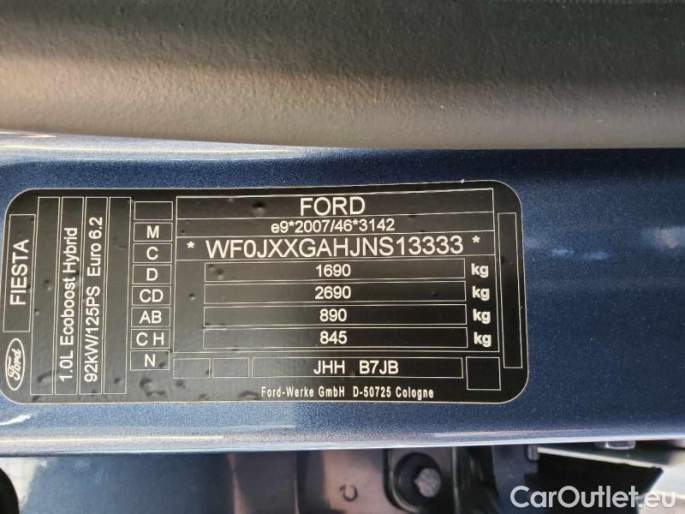 FORD
e9*2007/46*3142
* WF0JXXGAHJNS13333 *
1690 kg
2690 kg
890 kg
845 kg
JHH B7JB
Ford-Werke GmbH D-50725 Cologne
M
C
D
CD
AB
C H
N
FIESTA
1.0L Ecoboost Hybrid
92kW/125PS Euro 6.2
Ford
CarOutlet.eu